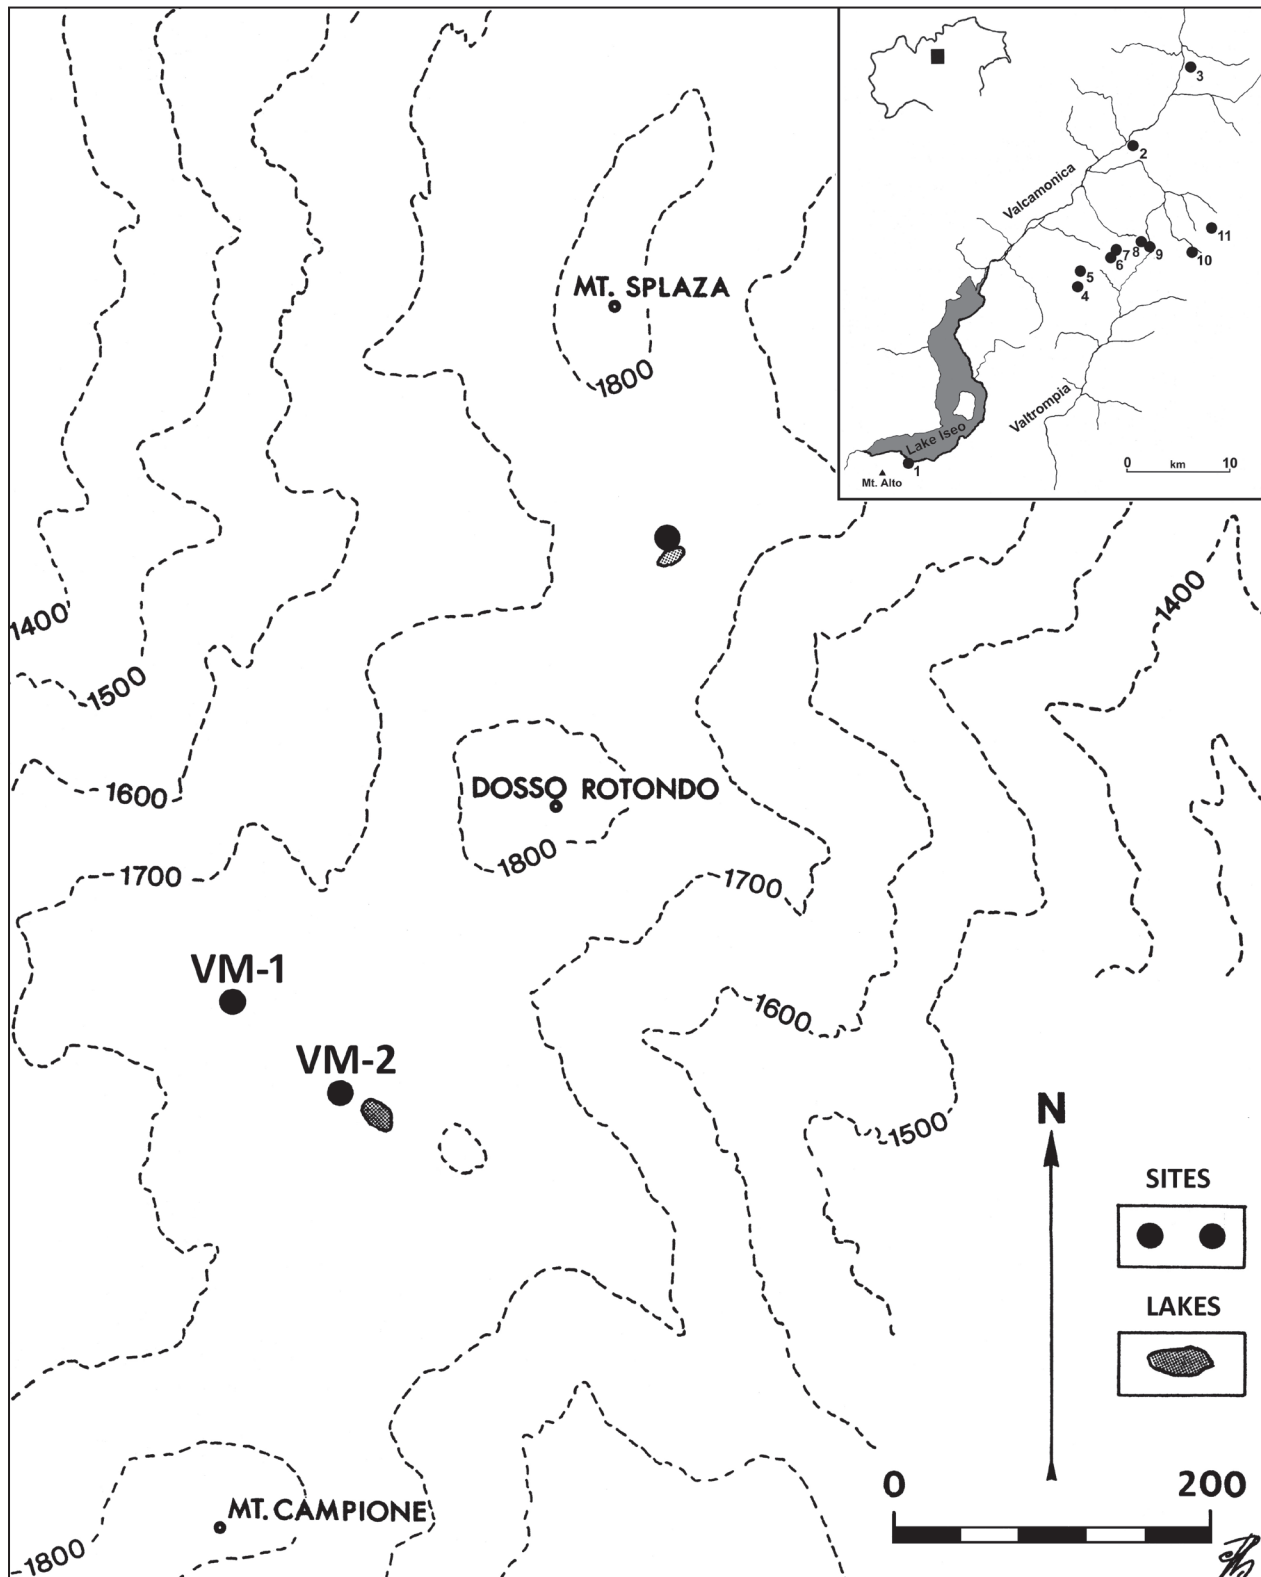 3
2
Valcamonica
11
7
8
6
9
10
5
4
MT. SPLAZA
1800
Valtrompia
Lake Iseo
0 km 10
1
Mt. Alto
1400
1400
1500
DOSSO ROTONDO
1600
1800
1700
1700
VM-1
1600
VM-2
N
1500
SITES
LAKES
0 200
MT. CAMPIONE
1800